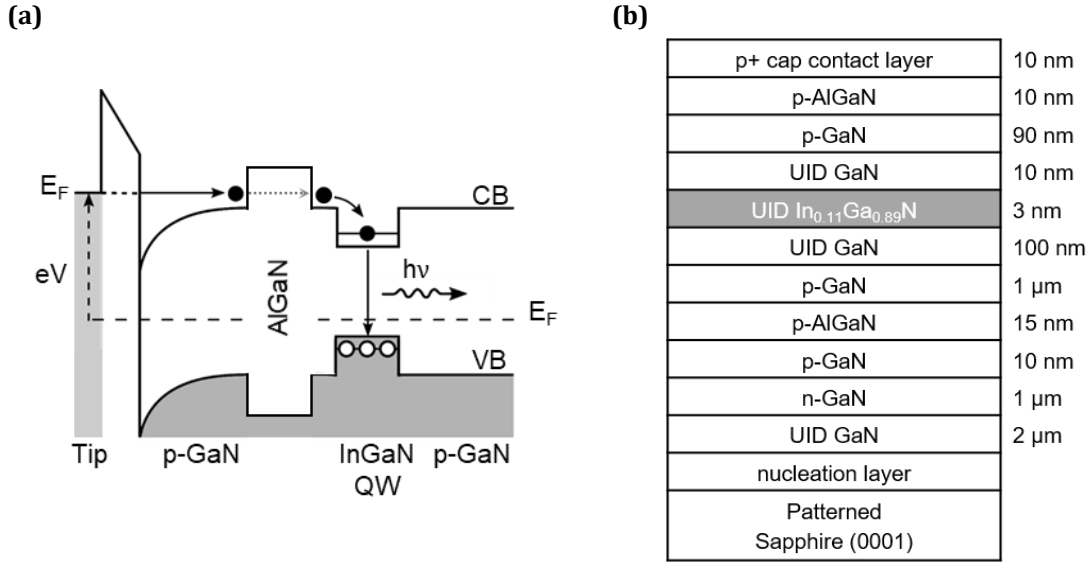 (a)
E_F
CB
eV
AlGaN
hν
E_F
VB
Tip
p-GaN
InGaN
QW
p-GaN
(b)
p+ cap contact layer 10 nm
p-AlGaN 10 nm
p-GaN 90 nm
UID GaN 10 nm
UID In₀.₁₁Ga₀.₈₉N 3 nm
UID GaN 100 nm
p-GaN 1 µm
p-AlGaN 15 nm
p-GaN 10 nm
n-GaN 1 µm
UID GaN 2 µm
nucleation layer
Patterned
Sapphire (0001)